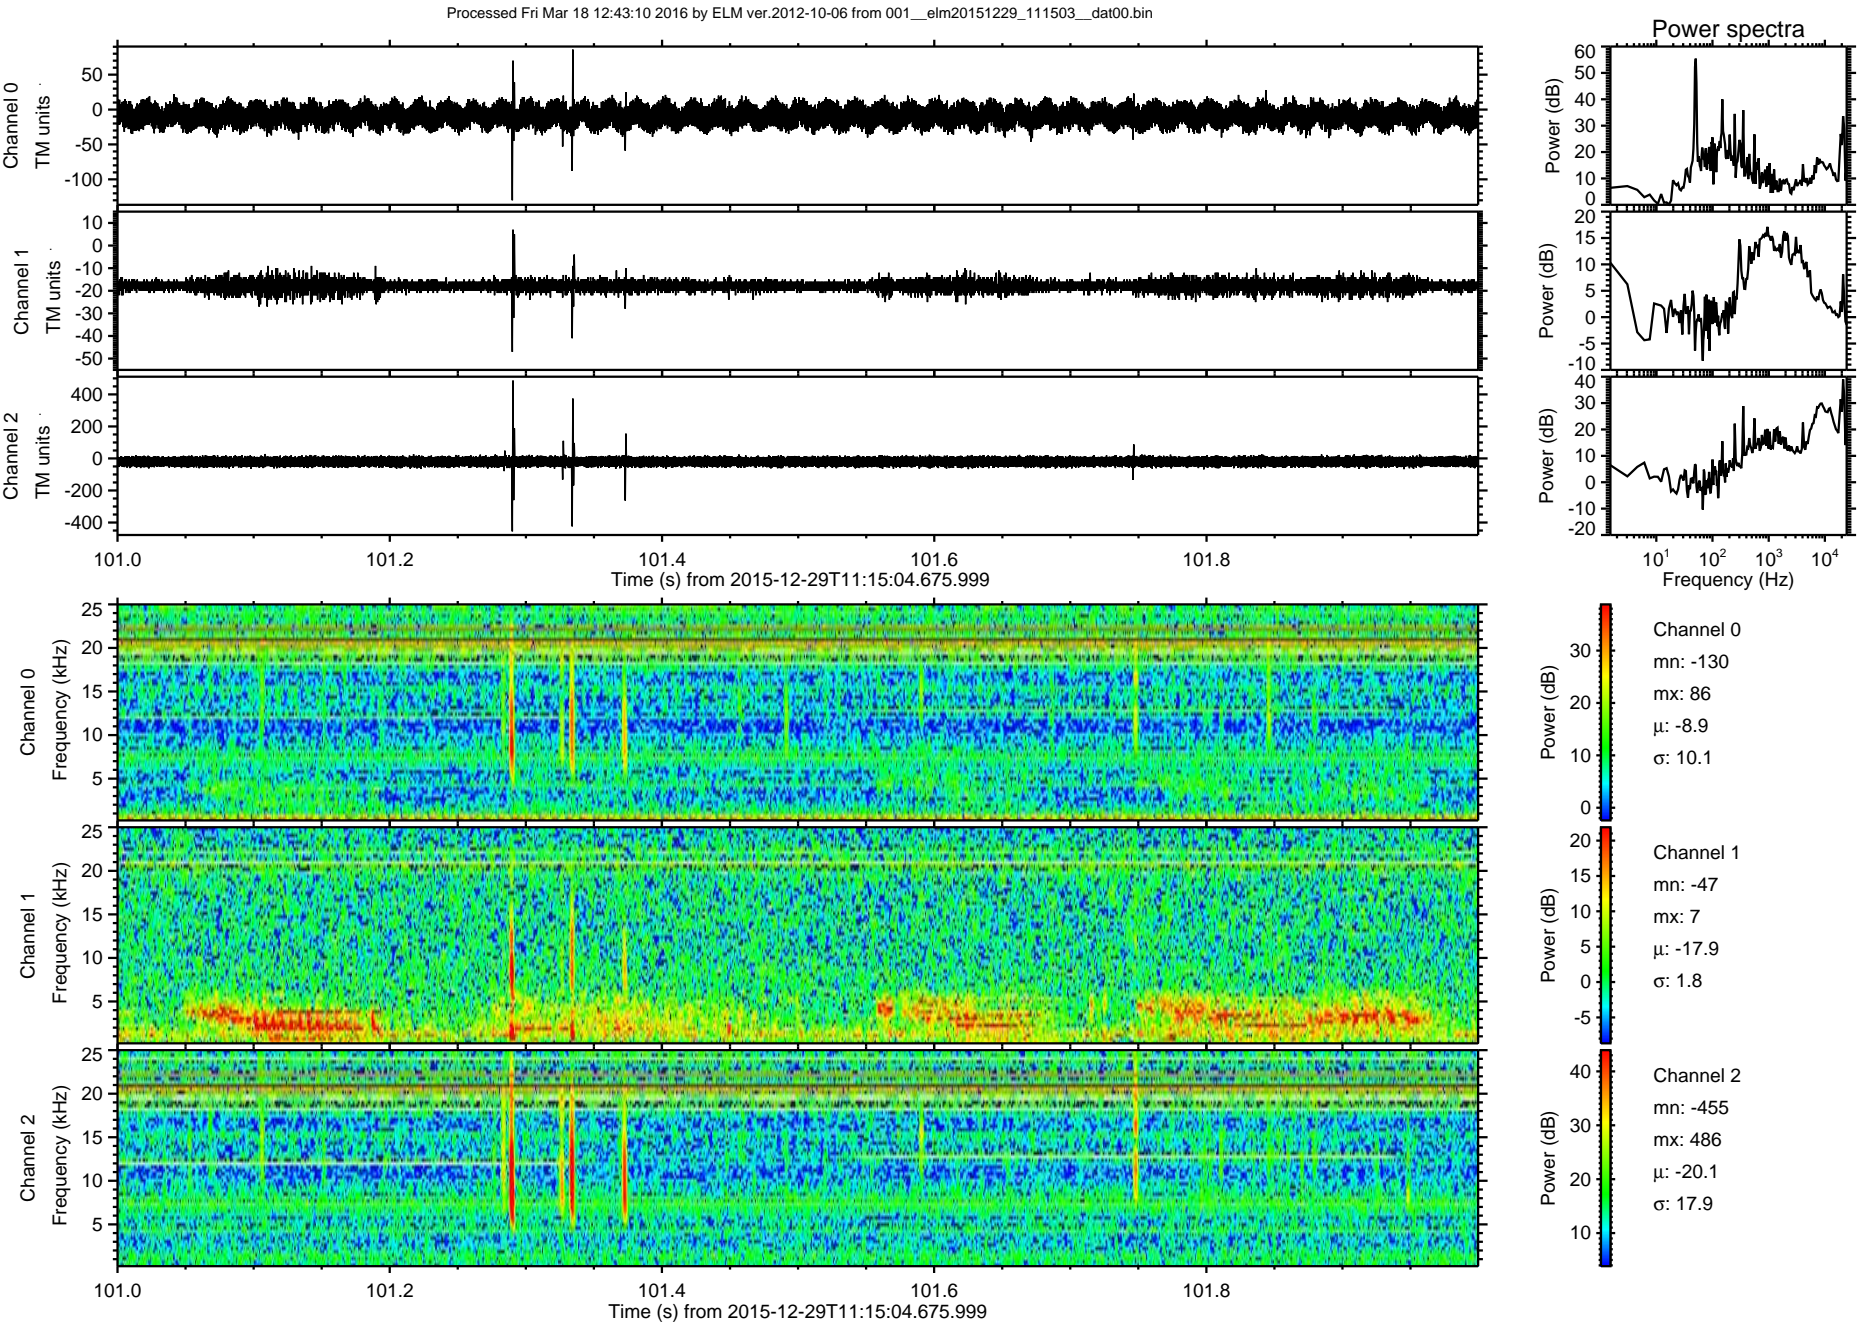 Processed Fri Mar 18 12:43:10 2016 by ELM ver.2012-10-06 from 001__elm20151229_111503__dat00.bin
Power spectra
Channel 0
TM units
50
0
-50
-100
Power (dB)
60
50
40
30
20
10
0
Channel 1
TM units
10
0
-10
-20
-30
-40
-50
Power (dB)
20
15
10
5
0
-5
-10
Channel 2
TM units
400
200
0
-200
-400
Power (dB)
40
30
20
10
0
-10
-20
101.0 101.2 101.4 101.6 101.8
Time (s) from 2015-12-29T11:15:04.675.999
10^1 10^2 10^3 10^4
Frequency (Hz)
Channel 0
Frequency (kHz)
25
20
15
10
5
Power (dB)
30
20
10
0
Channel 0
mn: -130
mx: 86
μ: -8.9
σ: 10.1
Channel 1
Frequency (kHz)
25
20
15
10
5
Power (dB)
20
15
10
5
0
-5
Channel 1
mn: -47
mx: 7
μ: -17.9
σ: 1.8
Channel 2
Frequency (kHz)
25
20
15
10
5
Power (dB)
40
30
20
10
Channel 2
mn: -455
mx: 486
μ: -20.1
σ: 17.9
101.0 101.2 101.4 101.6 101.8
Time (s) from 2015-12-29T11:15:04.675.999